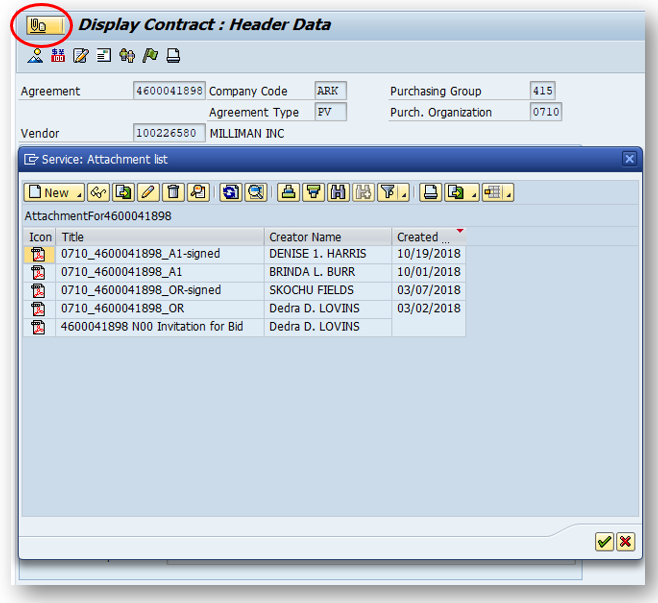 Display Contract : Header Data
Agreement 4600041898 Company Code ARK Purchasing Group 415
Agreement Type PV Purch. Organization 0710
Vendor 100226580 MILLIMAN INC
Service: Attachment list
New
AttachmentFor4600041898
Icon Title Creator Name Created ...
0710_4600041898_A1-signed DENISE 1. HARRIS 10/19/2018
0710_4600041898_A1 BRINDA L. BURR 10/01/2018
0710_4600041898_OR-signed SKOCHU FIELDS 03/07/2018
0710_4600041898_OR Dedra D. LOVINS 03/02/2018
4600041898 N00 Invitation for Bid Dedra D. LOVINS